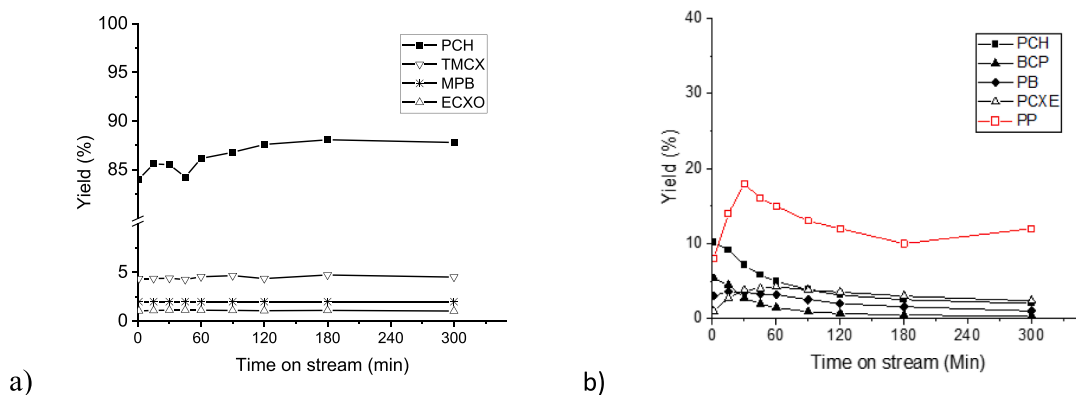 100
95
90
85
5
0
Yield (%)
0 60 120 180 240 300
Time on stream (min)
PCH
TMCX
MPB
ECXO
a)
40
30
20
10
0
Yield (%)
0 60 120 180 240 300
Time on stream (Min)
PCH
BCP
PB
PCXE
PP
b)